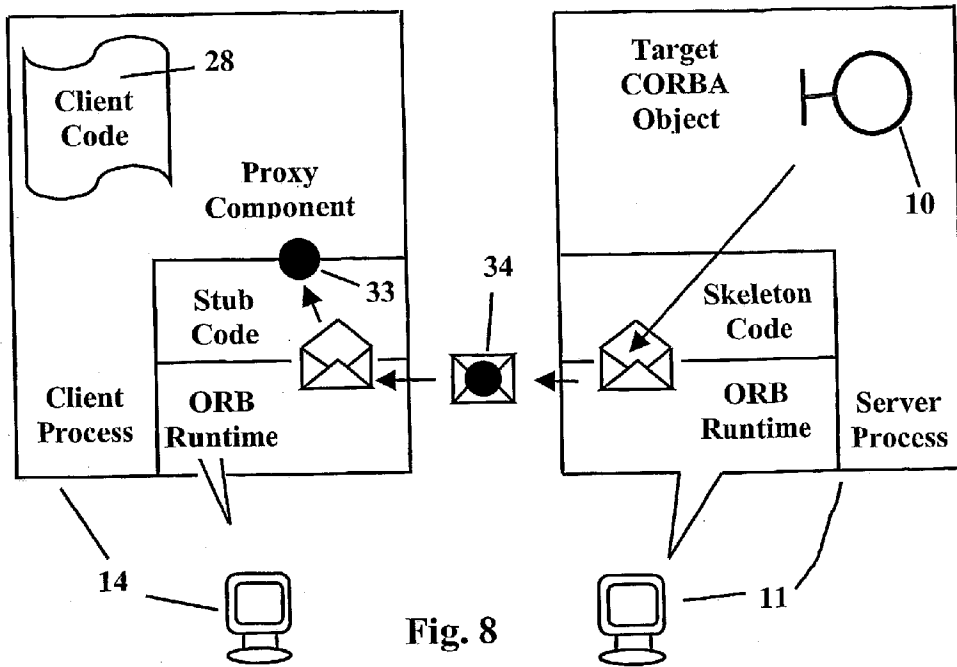 28
Client
Code
Proxy
Component
33
Stub
Code
Client
Process
ORB
Runtime
34
Target
CORBA
Object
10
Skeleton
Code
ORB
Runtime
Server
Process
14
11
Fig. 8